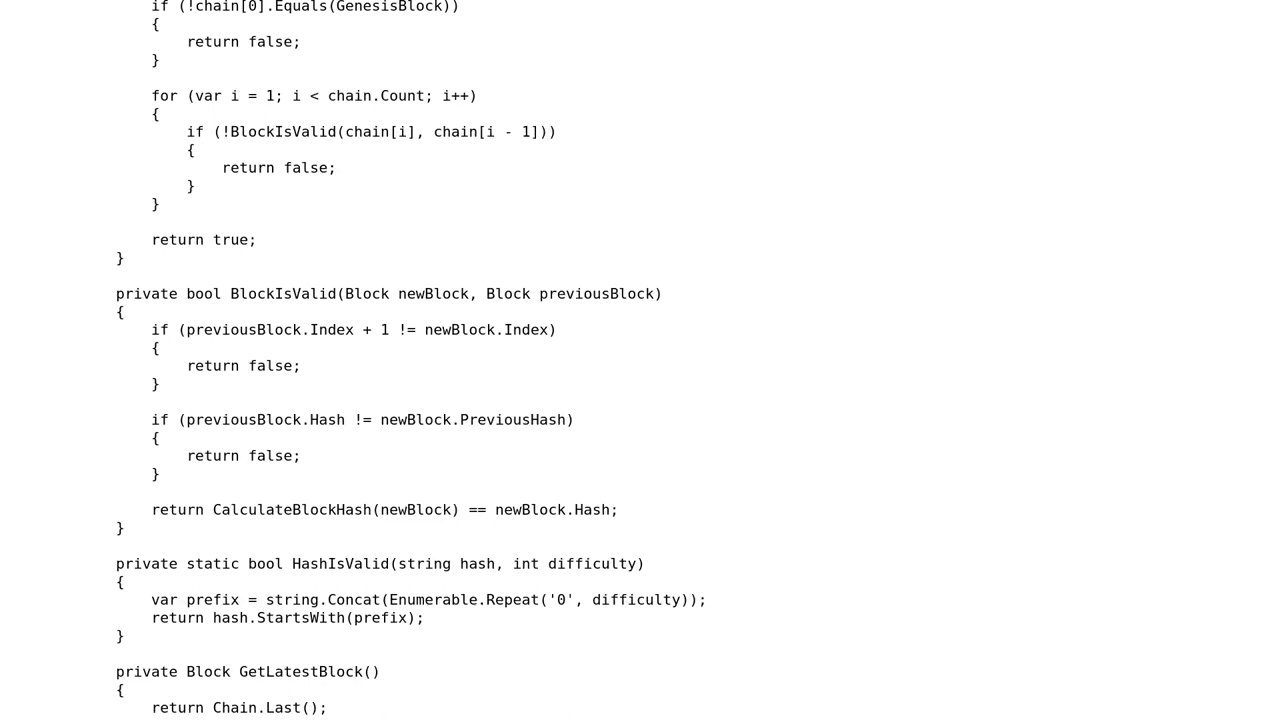 if (!chain[0].Equals(GenesisBlock))
{
return false;
}
for (var i = 1; i < chain.Count; i++)
{
if (!BlockIsValid(chain[i], chain[i - 1]))
{
return false;
}
}
return true;
}
private bool BlockIsValid(Block newBlock, Block previousBlock)
{
if (previousBlock.Index + 1 != newBlock.Index)
{
return false;
}
if (previousBlock.Hash != newBlock.PreviousHash)
{
return false;
}
return CalculateBlockHash(newBlock) == newBlock.Hash;
}
private static bool HashIsValid(string hash, int difficulty)
{
var prefix = string.Concat(Enumerable.Repeat('0', difficulty));
return hash.StartsWith(prefix);
}
private Block GetLatestBlock()
{
return Chain.Last();